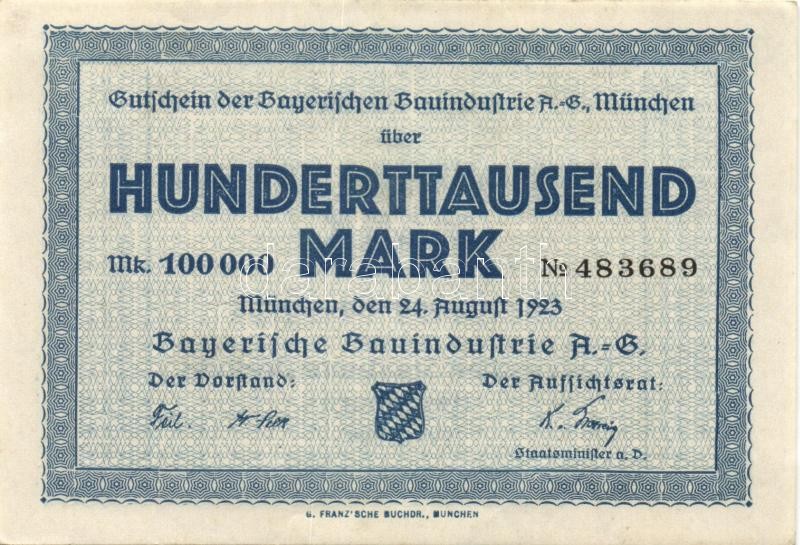 Gutschein der Bayerischen Bauindustrie A.-G., München
über
HUNDERTTAUSEND
MARK
Mk. 100 000
№ 483689
darabanth
München, den 24. August 1923
Bayerische Bauindustrie A.-G.
Der Vorstand:
Der Aufsichtsrat:
Staatsminister a. D.
G. FRANZ'SCHE BUCHDR., MÜNCHEN